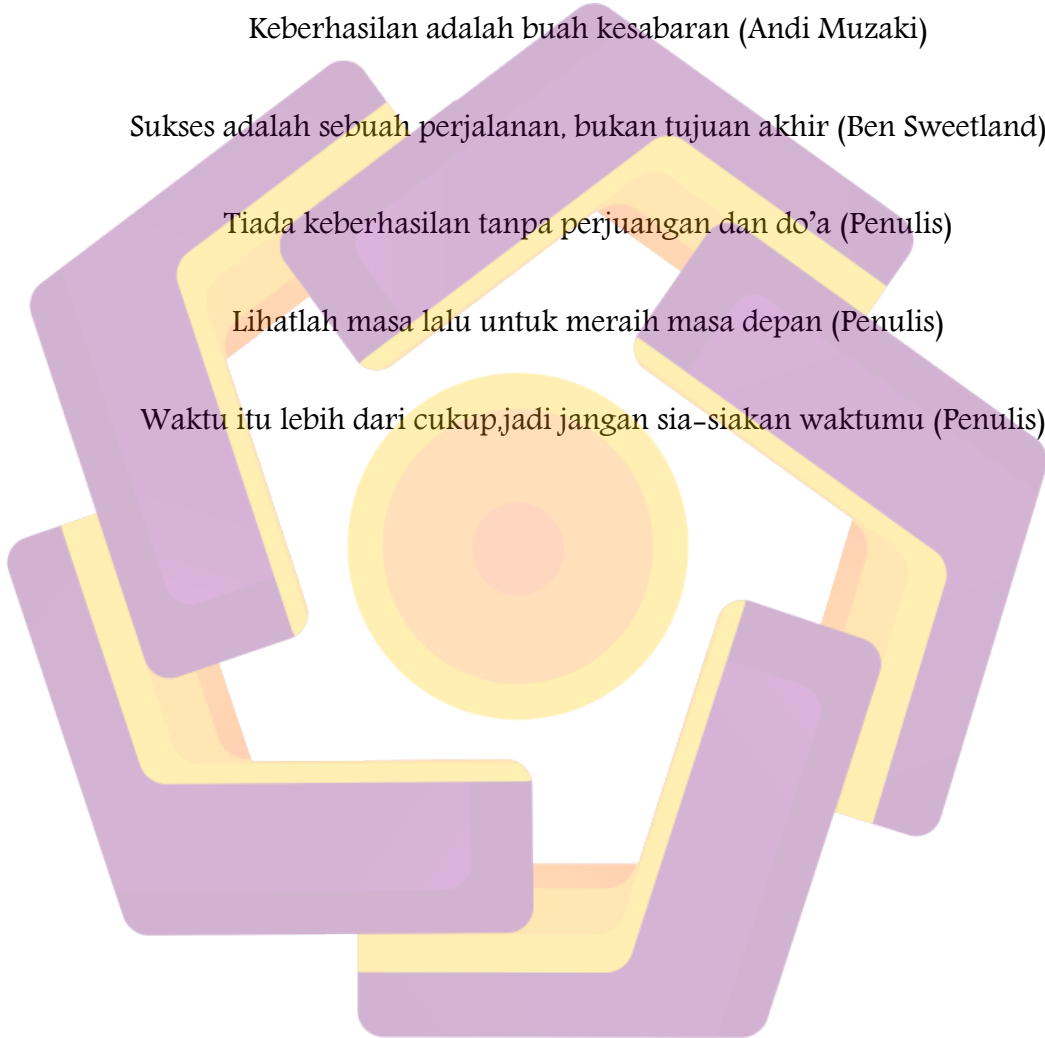 Keberhasilan adalah buah kesabaran (Andi Muzaki)
Sukses adalah sebuah perjalanan, bukan tujuan akhir (Ben Sweetland)
Tiada keberhasilan tanpa perjuangan dan do’a (Penulis)
Lihatlah masa lalu untuk meraih masa depan (Penulis)
Waktu itu lebih dari cukup,jadi jangan sia-siakan waktumu (Penulis)